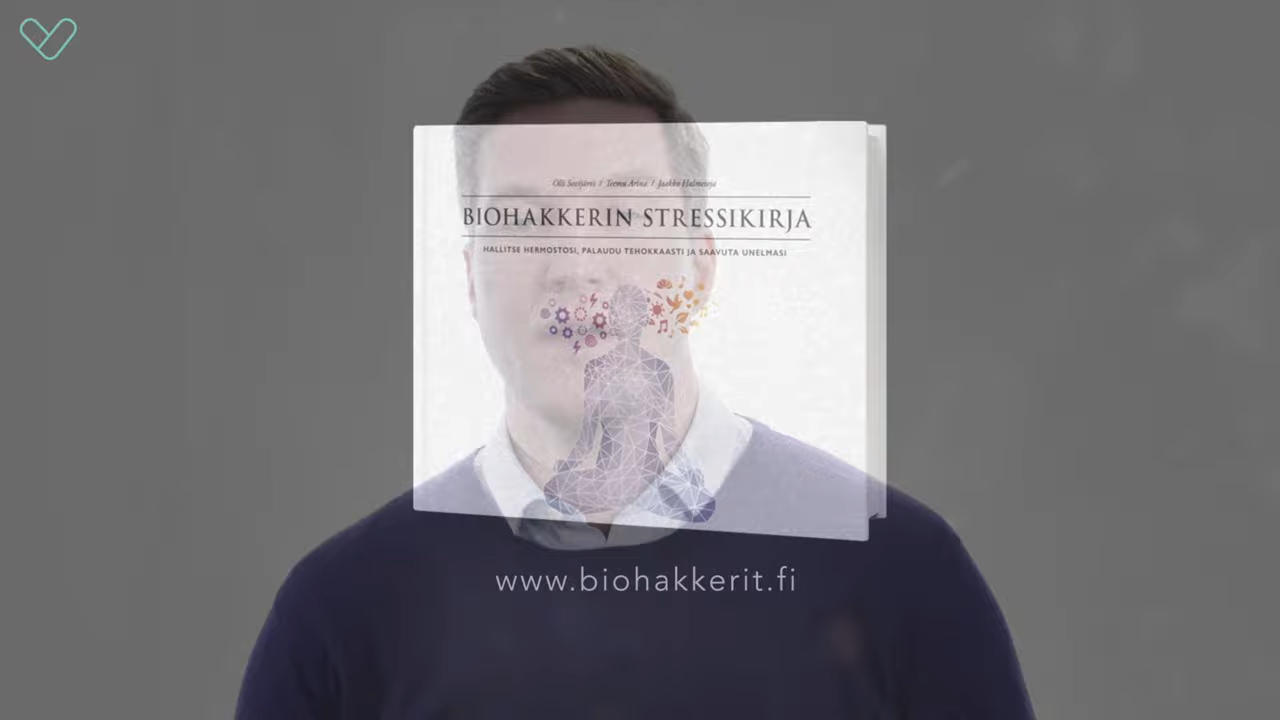 Olli Sovijärvi / Teemu Arina / Jaakko Halmetoja
BIOHAKKERIN STRESSIKIRJA
HALLITSE HERMOSTOSI, PALAUDU TEHOKKAASTI JA SAAVUTA UNELMASI
www.biohakkerit.fi